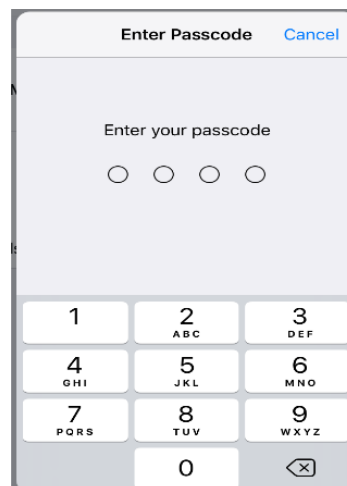 Enter Passcode Cancel
Enter your passcode
1 2 3
ABC DEF
4 5 6
GHI JKL MNO
7 8 9
PQRS TUV WXYZ
0